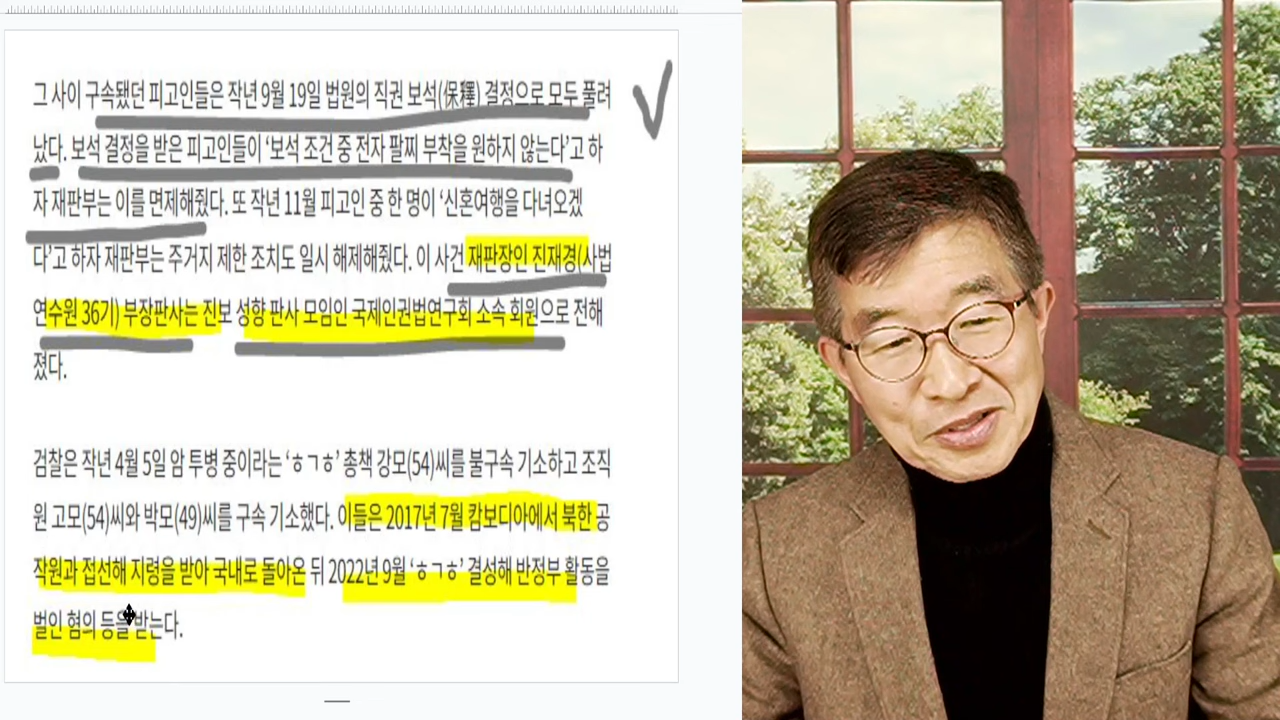 그 사이 구속됐던 피고인들은 작년 9월 19일 법원의 직권 보석(保釋) 결정으로 모두 풀려
났다. 보석 결정을 받은 피고인들이 ‘보석 조건 중 전자 팔찌 부착을 원하지 않는다’고 하
자 재판부는 이를 면제해줬다. 또 작년 11월 피고인 중 한 명이 ‘신혼여행을 다녀오겠
다’고 하자 재판부는 주거지 제한 조치도 일시 해제해줬다. 이 사건 재판장인 진재경(사법
연수원 36기) 부장판사는 진보 성향 판사 모임인 국제인권법연구회 소속 회원으로 전해
졌다.
검찰은 작년 4월 5일 암 투병 중이라는 ‘ㅎㄱㅎ’ 총책 강모(54)씨를 불구속 기소하고 조직
원 고모(54)씨와 박모(49)씨를 구속 기소했다. 이들은 2017년 7월 캄보디아에서 북한 공
작원과 접선해 지령을 받아 국내로 돌아온 뒤 2022년 9월 ‘ㅎㄱㅎ’ 결성해 반정부 활동을
벌인 혐의 등을 받는다.